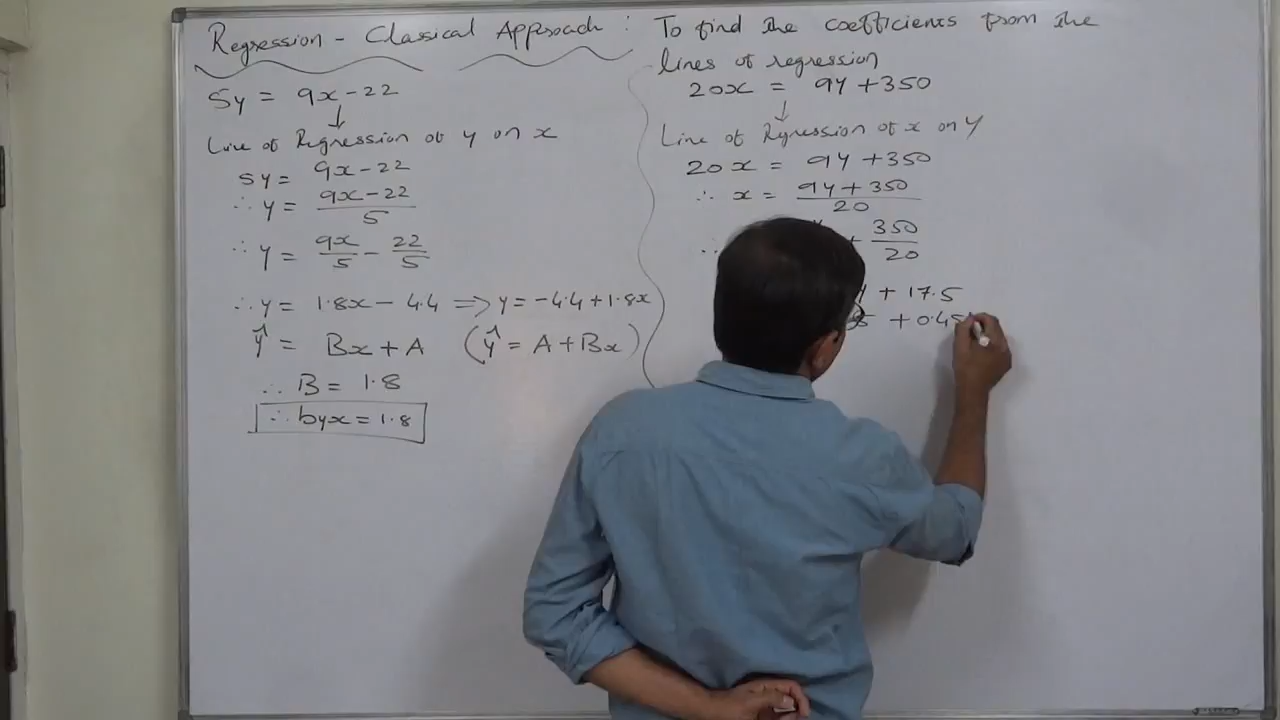 Regression - Classical Approach : To find the coefficients from the
lines of regression
5y = 9x-22
↓
Line of Regression of y on x
5y = 9x-22
∴ y = 9x-22 / 5
∴ y = 9x/5 - 22/5
∴ y = 1.8x - 4.4 => y = -4.4+1.8x
ŷ = Bx + A (ŷ = A + Bx)
∴ B = 1.8
∴ byx = 1.8
20x = 9y +350
↓
Line of Regression of x on y
20x = 9y +350
∴ x = 9y + 350 / 20
∴ 350 / 20
+ 17.5
5 + 0.45